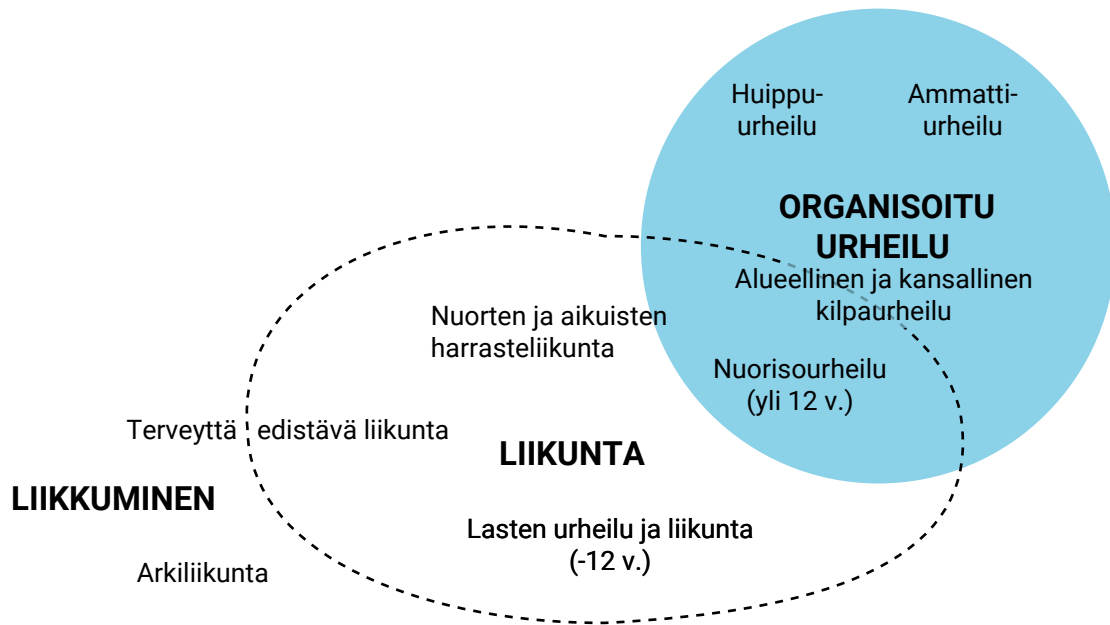 Huippu-
urheilu
Ammatti-
urheilu
ORGANISOITU
URHEILU
Alueellinen ja kansallinen
kilpaurheilu
Nuorten ja aikuisten
harrasteliikunta
Nuorisourheilu
(yli 12 v.)
Terveyttä edistävä liikunta
LIIKUNTA
LIIKKUMINEN
Lasten urheilu ja liikunta
(-12 v.)
Arkiliikunta